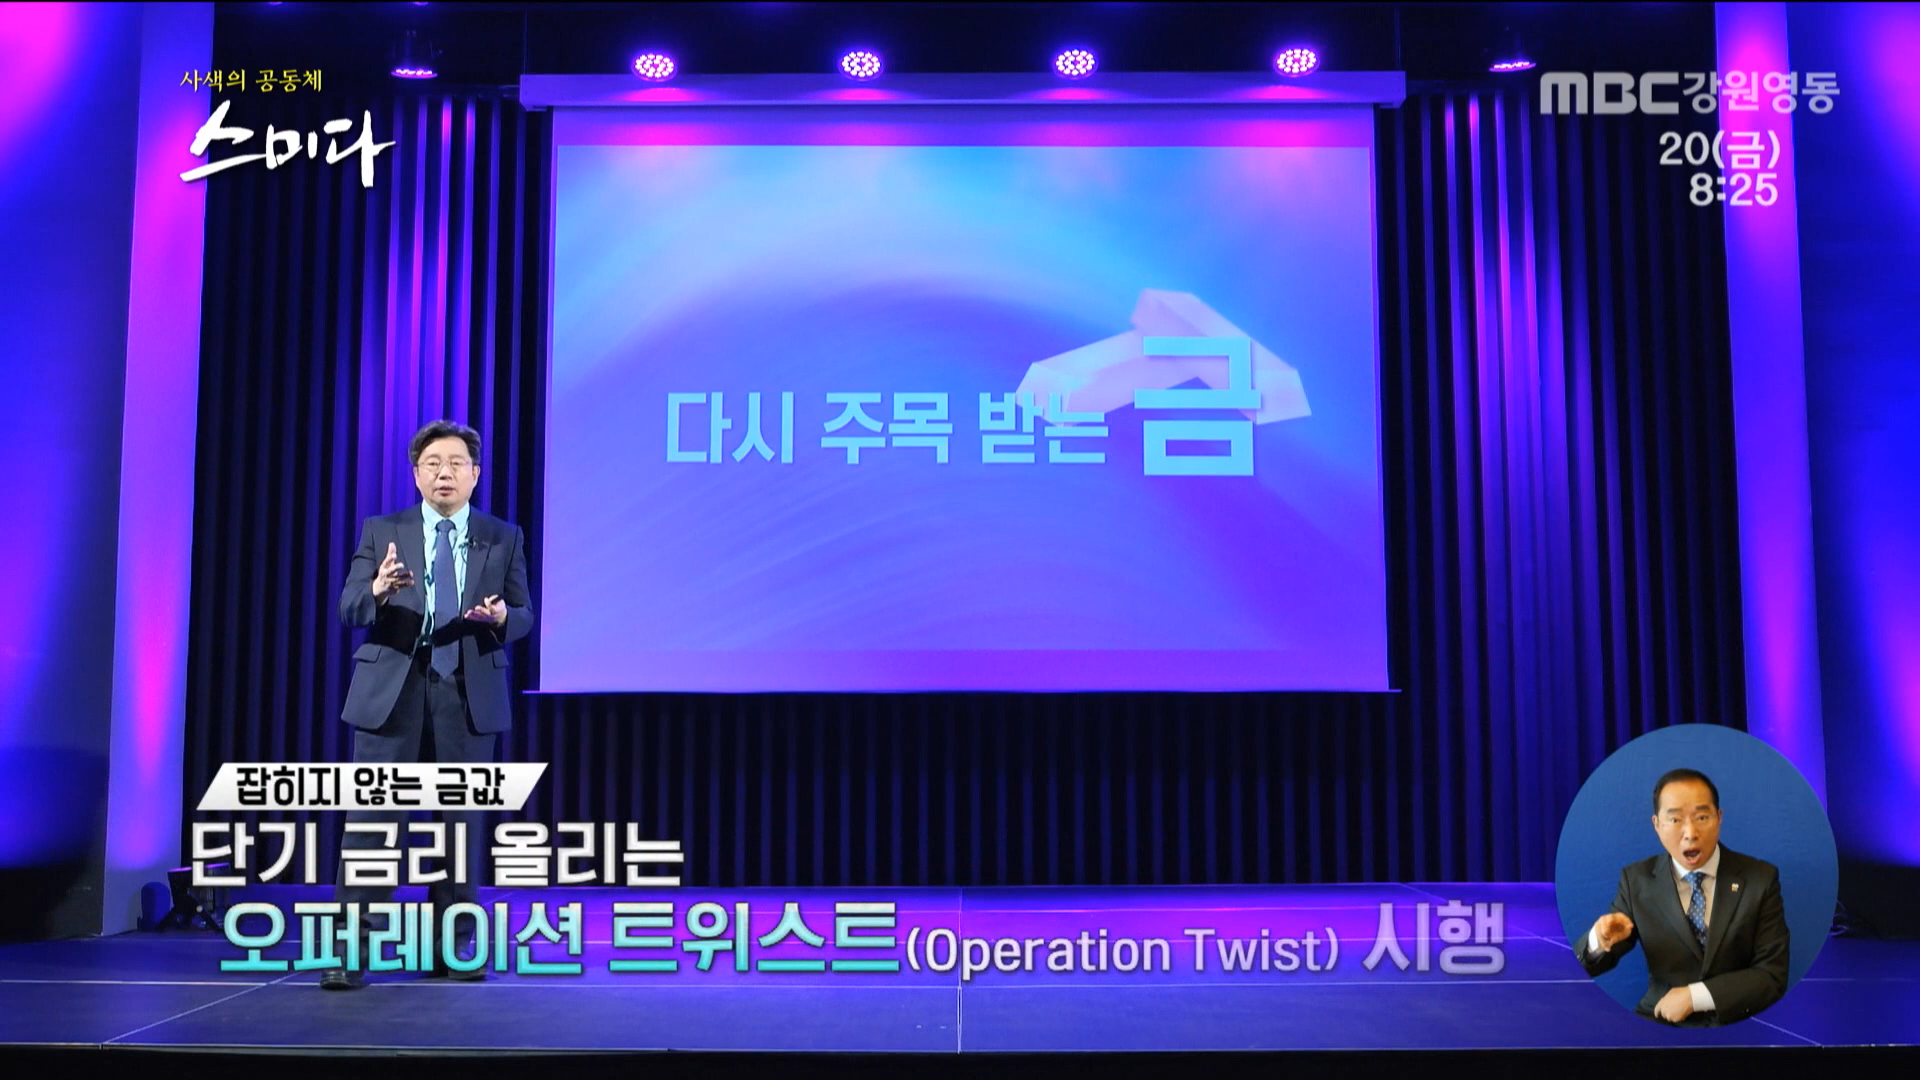 사색의 공동체
스미다
MBC강원영동
20(금)
8:25
다시 주목 받는 금
잡히지 않는 금값
단기 금리 올리는
오퍼레이션 트위스트(Operation Twist) 시행